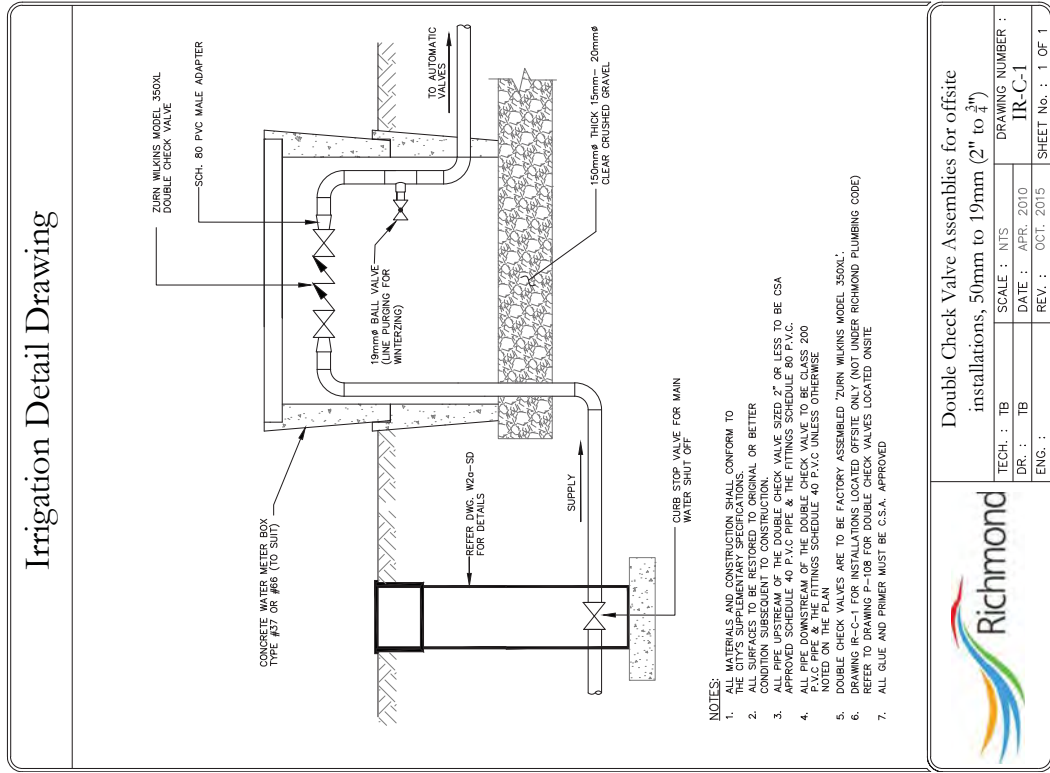 Irrigation Detail Drawing
ZURN WILKINS MODEL 350XL
DOUBLE CHECK VALVE
SCH. 80 PVC MALE ADAPTER
CONCRETE WATER METER BOX
TYPE #37 OR #66 (TO SUIT)
TO AUTOMATIC
VALVES
19mmø BALL VALVE
(LINE PURGING FOR
WINTERZING)
REFER DWG. W2a-SD
FOR DETAILS
150mmø THICK 15mm- 20mmø
CLEAR CRUSHED GRAVEL
SUPPLY
CURB STOP VALVE FOR MAIN
WATER SHUT OFF
NOTES:
1. ALL MATERIALS AND CONSTRUCTION SHALL CONFORM TO
THE CITY'S SUPPLEMENTARY SPECIFICATIONS.
2. ALL SURFACES TO BE RESTORED TO ORIGINAL OR BETTER
CONDITION SUBSEQUENT TO CONSTRUCTION.
3. ALL PIPE UPSTREAM OF THE DOUBLE CHECK VALVE SIZED 2" OR LESS TO BE CSA
APPROVED SCHEDULE 40 P.V.C PIPE & THE FITTINGS SCHEDULE 80 P.V.C.
4. ALL PIPE DOWNSTREAM OF THE DOUBLE CHECK VALVE TO BE CLASS 200
P.V.C PIPE & THE FITTINGS SCHEDULE 40 P.V.C UNLESS OTHERWISE
NOTED ON THE PLAN
5. DOUBLE CHECK VALVES ARE TO BE FACTORY ASSEMBLED 'ZURN WILKINS MODEL 350XL'.
6. DRAWING IR-C-1 FOR INSTALLATIONS LOCATED OFFSITE ONLY (NOT UNDER RICHMOND PLUMBING CODE)
REFER TO DRAWING P-108 FOR DOUBLE CHECK VALVES LOCATED ONSITE
7. ALL GLUE AND PRIMER MUST BE C.S.A. APPROVED
Richmond
Double Check Valve Assemblies for offsite
installations, 50mm to 19mm (2" to 3/4")
TECH. : TB
SCALE : NTS
DRAWING NUMBER :
IR-C-1
DR. : TB
DATE : APR. 2010
ENG. :
REV. : OCT. 2015
SHEET No. : 1 OF 1